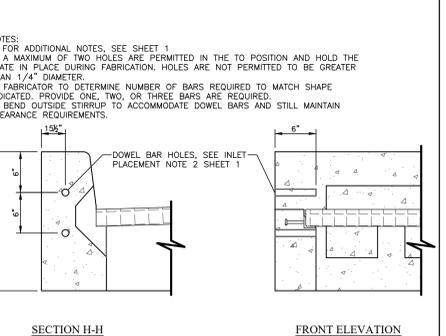 OTES:
FOR ADDITIONAL NOTES, SEE SHEET 1
A MAXIMUM OF TWO HOLES ARE PERMITTED IN THE TO POSITION AND HOLD THE
ATE IN PLACE DURING FABRICATION. HOLES ARE NOT PERMITTED TO BE GREATER
AN 1/4" DIAMETER.
FABRICATOR TO DETERMINE NUMBER OF BARS REQUIRED TO MATCH SHAPE
DICATED. PROVIDE ONE, TWO, OR THREE BARS ARE REQUIRED.
BEND OUTSIDE STIRRUP TO ACCOMMODATE DOWEL BARS AND STILL MAINTAIN
EARANCE REQUIREMENTS.
15½"
6"
DOWEL BAR HOLES, SEE INLET
PLACEMENT NOTE 2 SHEET 1
6"
6"
SECTION H-H
FRONT ELEVATION